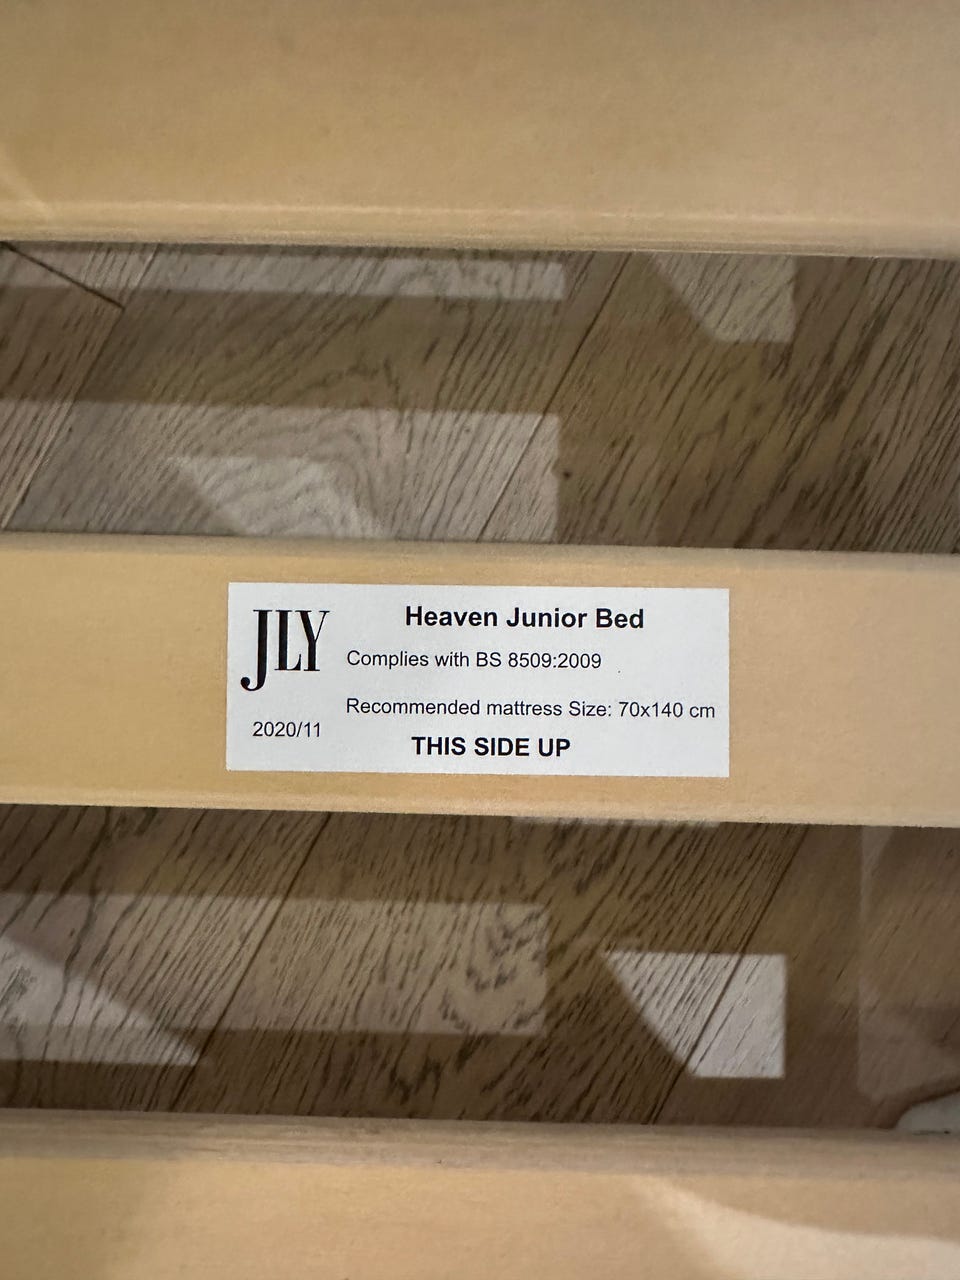 JLY
Heaven Junior Bed
Complies with BS 8509:2009
Recommended mattress Size: 70x140 cm
2020/11
THIS SIDE UP